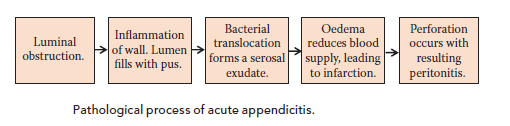 Luminal
obstruction.
Inflammation
of wall. Lumen
fills with pus.
Bacterial
translocation
forms a serosal
exudate.
Oedema
reduces blood
supply, leading
to infarction.
Perforation
occurs with
resulting
peritonitis.
Pathological process of acute appendicitis.